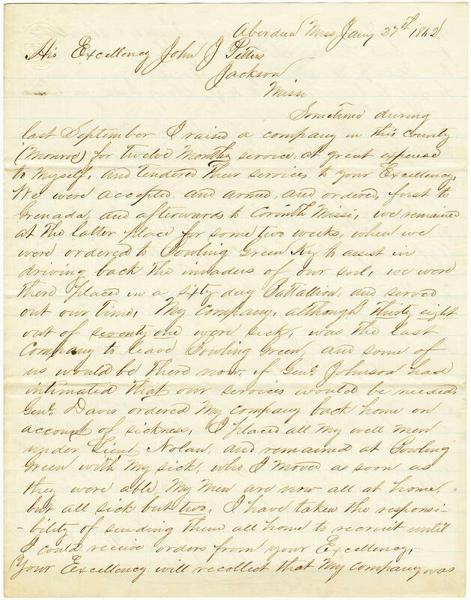 Aberdeen Miss Jany 27th 1862
His Excellency John J Pettus
Jackson
Miss
Sometime during
last September I raised a company in this County
(Monroe) for twelve Months service, at great expense
to myself, and tendered their services to your Excellency,
We were accepted and armed, and ordered, first to
Grenada, and afterwards to Corinth Missi, we remained
at the latter place for some two weeks, when we
were ordered to Bowling Green Ky to assist in
driving back the invaders of our soil, we were
there placed in a sixty day Battallion, and served
out our time, My company, although thirty eight
out of seventy one were sick, was the last
company to leave Bowling Green, and some of
us would be there now, if Genl Johnson had
intimated that our services would be needed
Genl Davis ordered my company back home on
account of sickness, I placed all my well men
under Lieut Nolan, and remained at Bowling
Green with my sick, who I moved as soon as
they were able, My men are now all at home,
but all sick but two, I have taken the responsi-
-bility of sending them all home to recruit until
I could receive orders from your Excellency,
Your Excellency will recollect that My company was